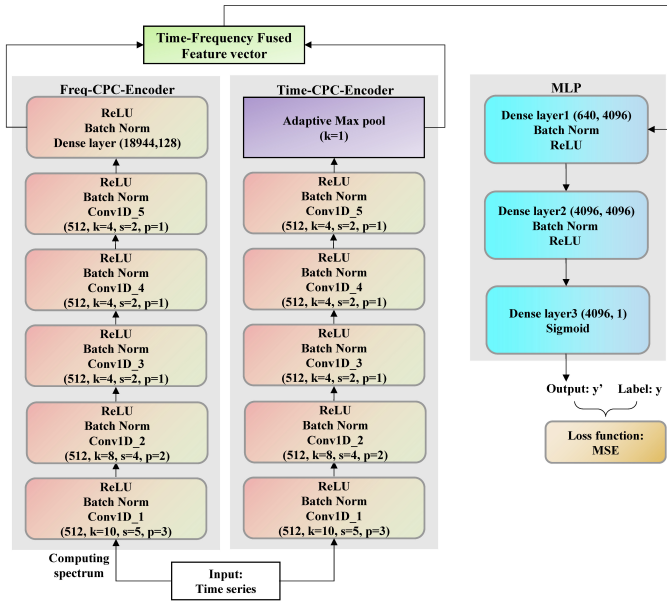 Time-Frequency Fused
Feature vector
Freq-CPC-Encoder
ReLU
Batch Norm
Dense layer (18944,128)
ReLU
Batch Norm
Conv1D_5
(512, k=4, s=2, p=1)
ReLU
Batch Norm
Conv1D_4
(512, k=4, s=2, p=1)
ReLU
Batch Norm
Conv1D_3
(512, k=4, s=2, p=1)
ReLU
Batch Norm
Conv1D_2
(512, k=8, s=4, p=2)
ReLU
Batch Norm
Conv1D_1
(512, k=10, s=5, p=3)
Time-CPC-Encoder
Adaptive Max pool
(k=1)
ReLU
Batch Norm
Conv1D_5
(512, k=4, s=2, p=1)
ReLU
Batch Norm
Conv1D_4
(512, k=4, s=2, p=1)
ReLU
Batch Norm
Conv1D_3
(512, k=4, s=2, p=1)
ReLU
Batch Norm
Conv1D_2
(512, k=8, s=4, p=2)
ReLU
Batch Norm
Conv1D_1
(512, k=10, s=5, p=3)
Computing
spectrum
Input:
Time series
MLP
Dense layer1 (640, 4096)
Batch Norm
ReLU
Dense layer2 (4096, 4096)
Batch Norm
ReLU
Dense layer3 (4096, 1)
Sigmoid
Output: y’ Label: y
Loss function:
MSE